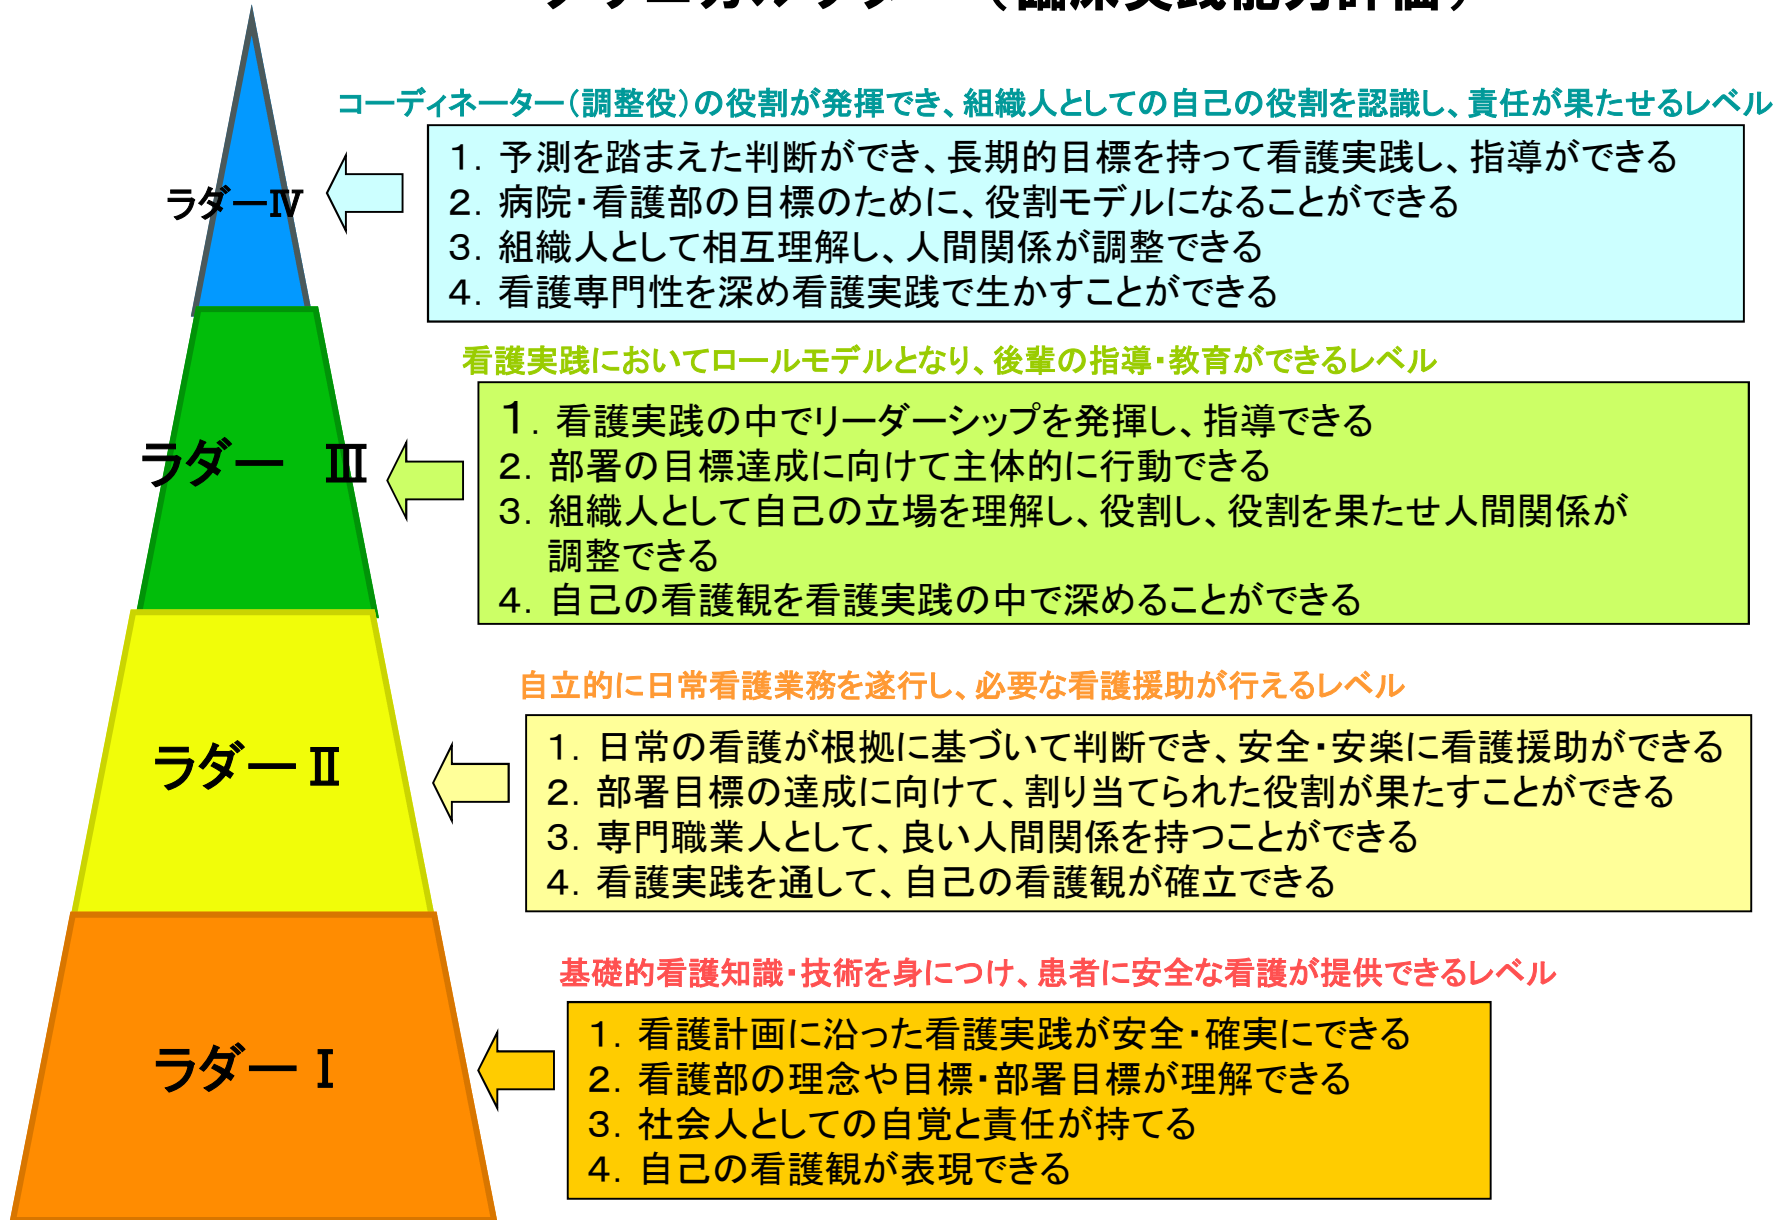 クリニカルラダー(臨床実践能力評価)
コーディネーター(調整役)の役割が発揮でき、組織人としての自己の役割を認識し、責任が果たせるレベル
ラダーⅣ
1. 予測を踏まえた判断ができ、長期的目標を持って看護実践し、指導ができる
2. 病院・看護部の目標のために、役割モデルになることができる
3. 組織人として相互理解し、人間関係が調整できる
4. 看護専門性を深め看護実践で生かすことができる
看護実践においてロールモデルとなり、後輩の指導・教育ができるレベル
ラダー Ⅲ
1. 看護実践の中でリーダーシップを発揮し、指導できる
2. 部署の目標達成に向けて主体的に行動できる
3. 組織人として自己の立場を理解し、役割し、役割を果たせ人間関係が
調整できる
4. 自己の看護観を看護実践の中で深めることができる
自立的に日常看護業務を遂行し、必要な看護援助が行えるレベル
ラダーⅡ
1. 日常の看護が根拠に基づいて判断でき、安全・安楽に看護援助ができる
2. 部署目標の達成に向けて、割り当てられた役割が果たすことができる
3. 専門職業人として、良い人間関係を持つことができる
4. 看護実践を通して、自己の看護観が確立できる
基礎的看護知識・技術を身につけ、患者に安全な看護が提供できるレベル
ラダーⅠ
1. 看護計画に沿った看護実践が安全・確実にできる
2. 看護部の理念や目標・部署目標が理解できる
3. 社会人としての自覚と責任が持てる
4. 自己の看護観が表現できる